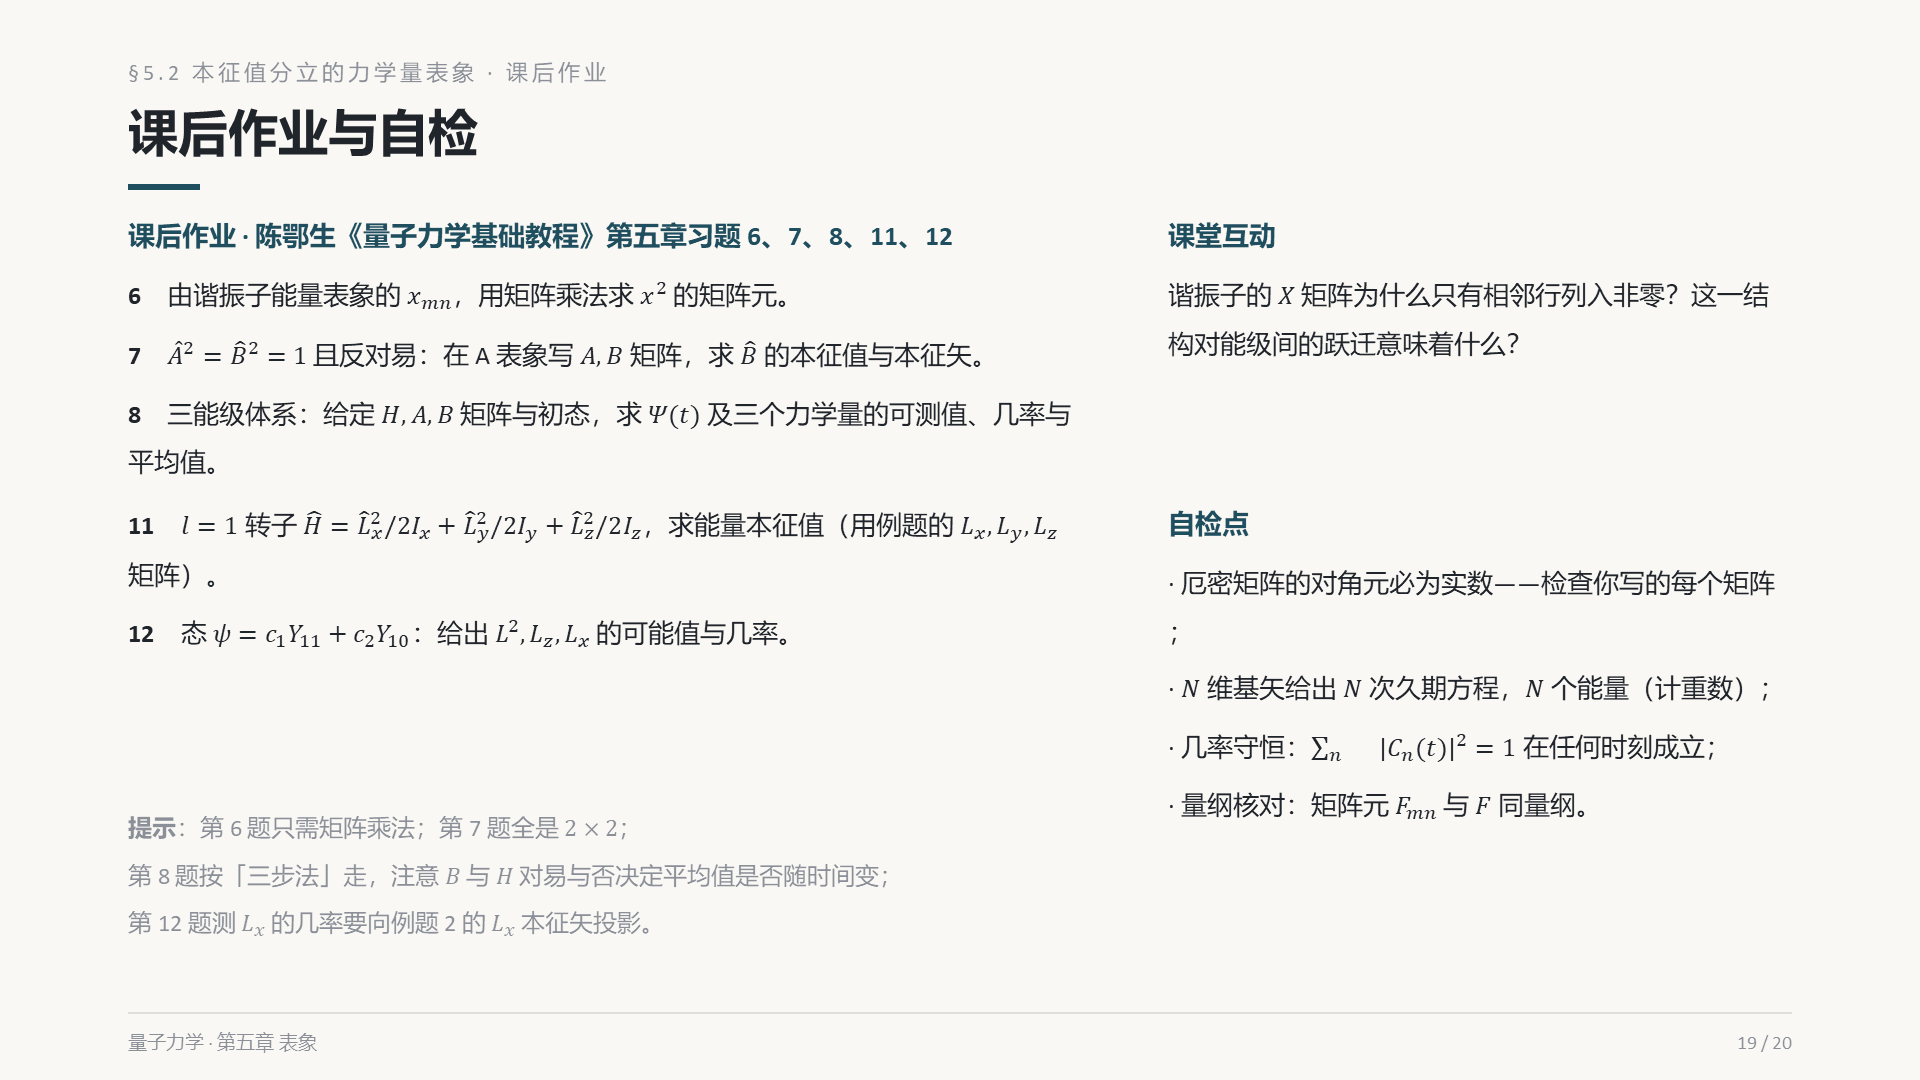 §5.2 本征值分立的力学量表象 · 课后作业
课后作业与自检
课后作业 · 陈鄂生《量子力学基础教程》第五章习题 6、7、8、11、12
6 由谐振子能量表象的 $x_{mn}$，用矩阵乘法求 $x^2$ 的矩阵元。
7 $\hat{A}^2 = \hat{B}^2 = 1$ 且反对易：在 A 表象写 $A, B$ 矩阵，求 $\hat{B}$ 的本征值与本征矢。
8 三能级体系：给定 $H, A, B$ 矩阵与初态，求 $\Psi(t)$ 及三个力学量的可测值、几率与
平均值。
11 $l = 1$ 转子 $\hat{H} = \hat{L}_x^2/2I_x + \hat{L}_y^2/2I_y + \hat{L}_z^2/2I_z$，求能量本征值（用例题的 $L_x, L_y, L_z$
矩阵）。
12 态 $\psi = c_1Y_{11} + c_2Y_{10}$：给出 $L^2, L_z, L_x$ 的可能值与几率。
提示：第 6 题只需矩阵乘法；第 7 题全是 $2 \times 2$；
第 8 题按「三步法」走，注意 $B$ 与 $H$ 对易与否决定平均值是否随时间变；
第 12 题测 $L_x$ 的几率要向例题 2 的 $L_x$ 本征矢投影。
课堂互动
谐振子的 $X$ 矩阵为什么只有相邻行列入非零？这一结
构对能级间的跃迁意味着什么？
自检点
· 厄密矩阵的对角元必为实数——检查你写的每个矩阵
；
· $N$ 维基矢给出 $N$ 次久期方程，$N$ 个能量（计重数）；
· 几率守恒：$\sum_n |C_n(t)|^2 = 1$ 在任何时刻成立；
· 量纲核对：矩阵元 $F_{mn}$ 与 $F$ 同量纲。
量子力学 · 第五章 表象
19 / 20